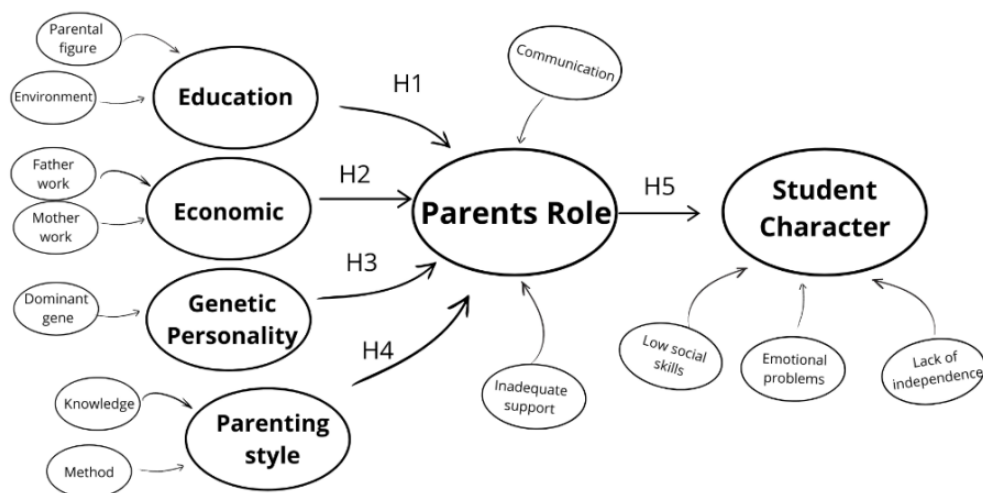 Parental
figure
Environment
Education
H1
Communication
Father
work
Mother
work
Economic
H2
Parents Role
H5
Student
Character
Dominant
gene
Genetic
Personality
H3
H4
Knowledge
Method
Parenting
style
Inadequate
support
Low social
skills
Emotional
problems
Lack of
independence